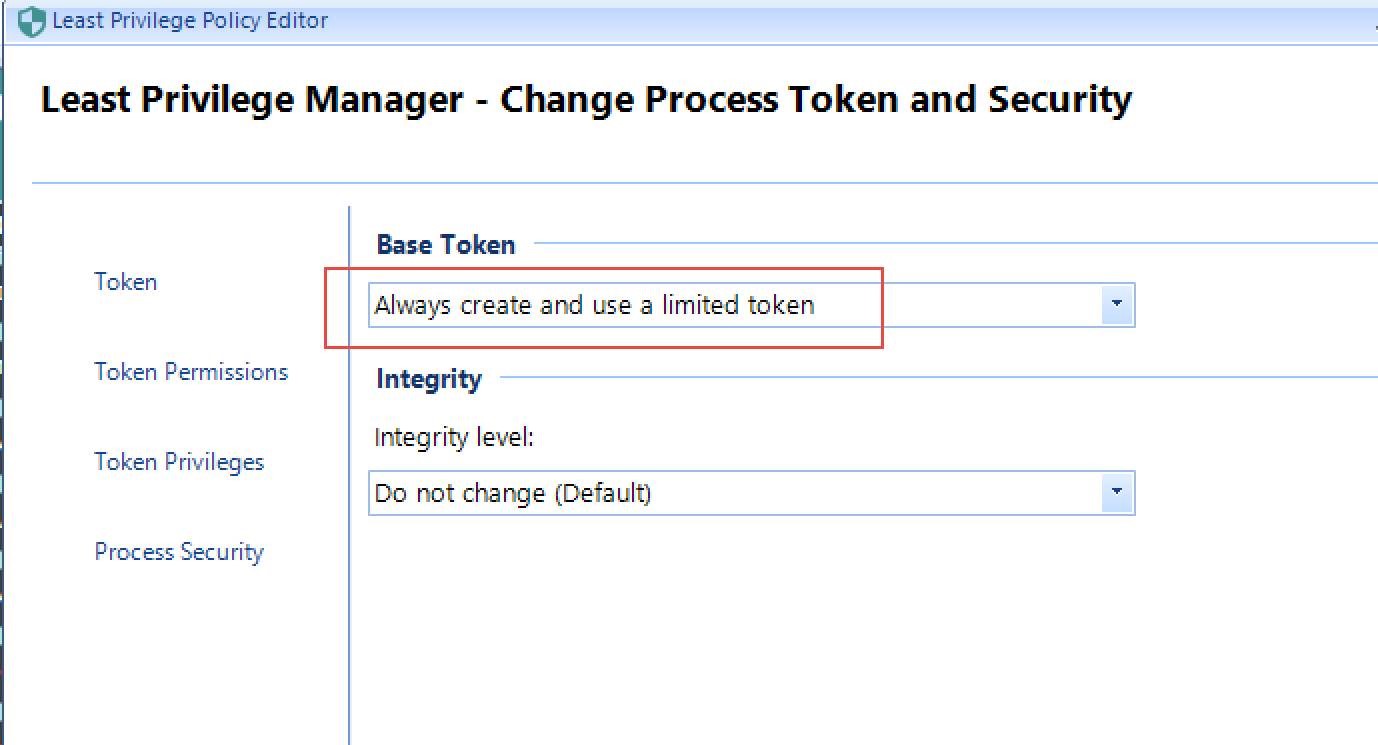 Least Privilege Policy Editor
Least Privilege Manager - Change Process Token and Security
Token
Token Permissions
Token Privileges
Process Security
Base Token
Always create and use a limited token
Integrity
Integrity level:
Do not change (Default)